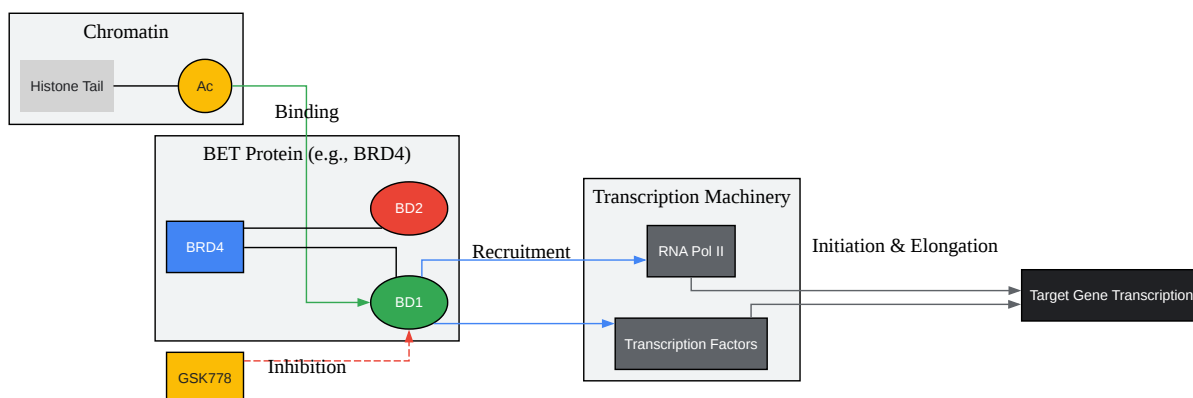 Chromatin
Histone Tail
Ac
Binding
BET Protein (e.g., BRD4)
BD2
BRD4
BD1
GSK778
Inhibition
Recruitment
Transcription Machinery
RNA Pol II
Transcription Factors
Initiation & Elongation
Target Gene Transcription